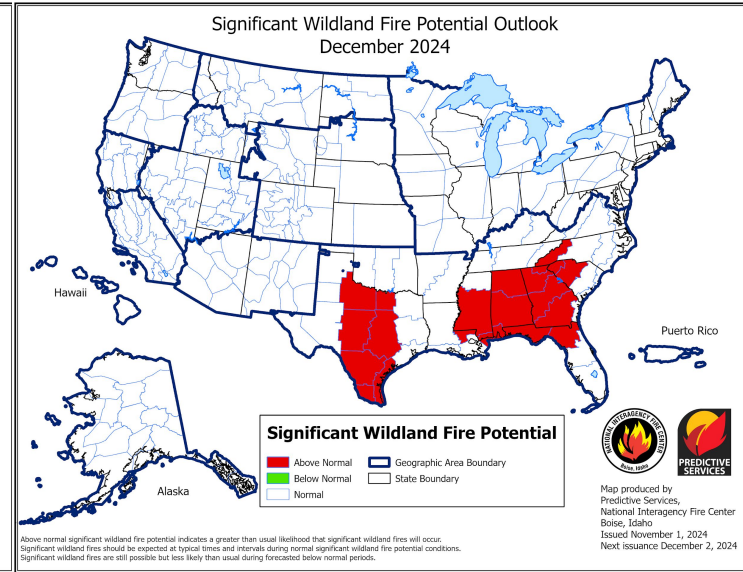 Significant Wildland Fire Potential Outlook
December 2024
Hawaii
Puerto Rico
Alaska
Significant Wildland Fire Potential
Above Normal
Below Normal
Normal
Geographic Area Boundary
State Boundary
NATIONAL INTERAGENCY FIRE CENTER
Boise, Idaho
PREDICTIVE
SERVICES
Map produced by
Predictive Services,
National Interagency Fire Center
Boise, Idaho
Issued November 1, 2024
Next issuance December 2, 2024
Above normal significant wildland fire potential indicates a greater than usual likelihood that significant wildland fires will occur.
Significant wildland fires should be expected at typical times and intervals during normal significant wildland fire potential conditions.
Significant wildland fires are still possible but less likely than usual during forecasted below normal periods.